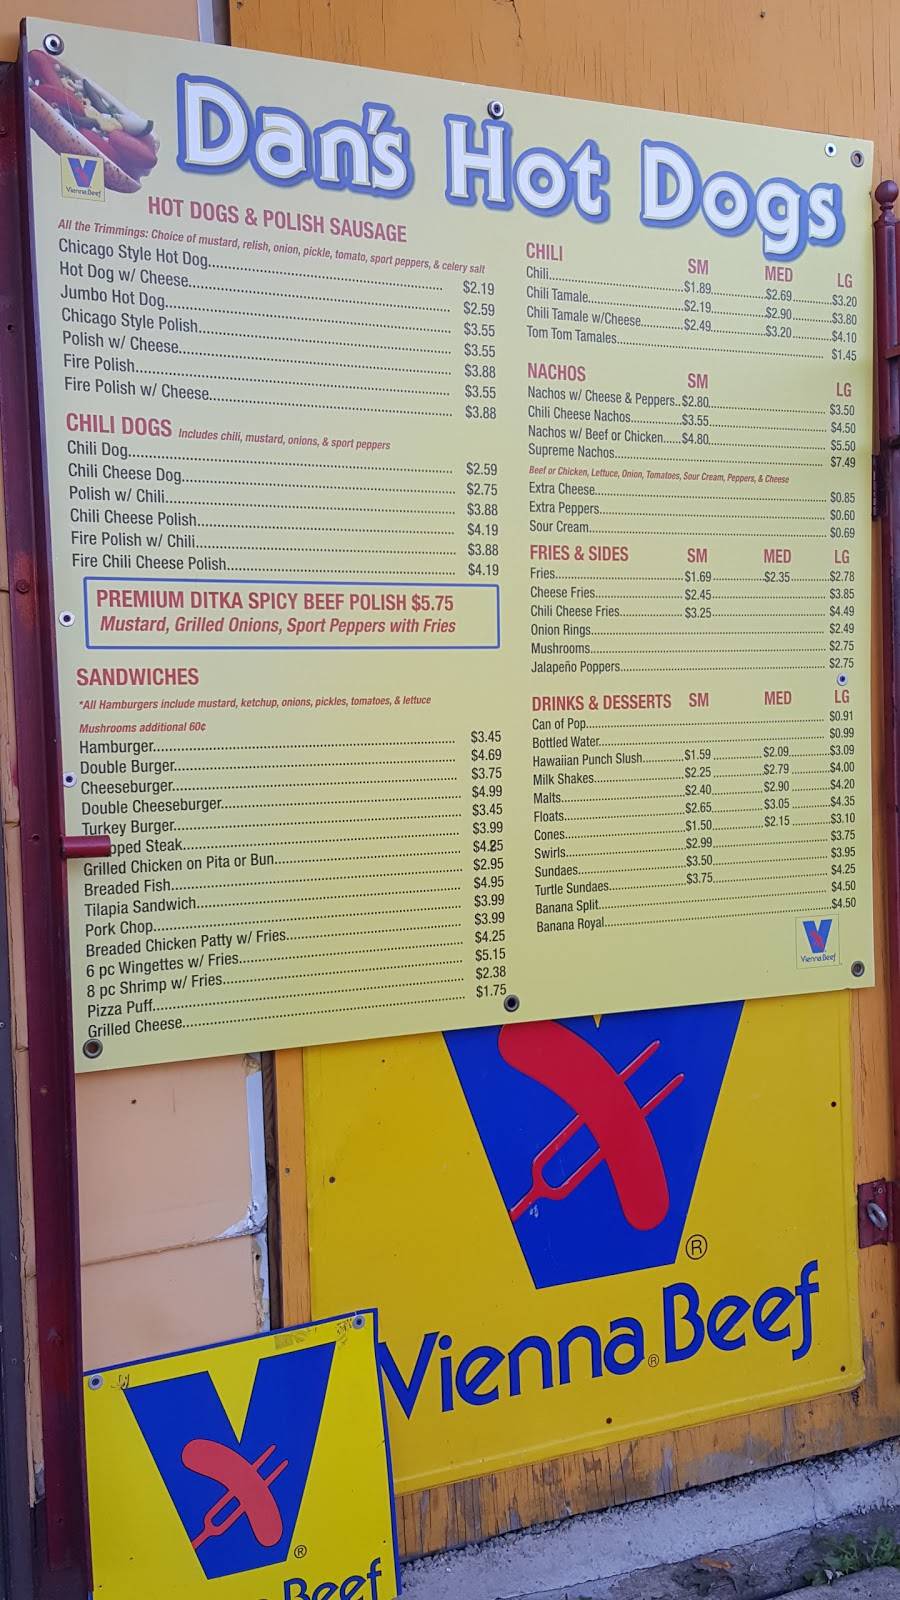 Dan's Hot Dogs
Vienna Beef
HOT DOGS & POLISH SAUSAGE
All the Trimmings: Choice of mustard, relish, onion, pickle, tomato, sport peppers, & celery salt
Chicago Style Hot Dog $2.19
Hot Dog w/ Cheese $2.59
Jumbo Hot Dog $3.55
Chicago Style Polish $3.55
Polish w/ Cheese $3.88
Fire Polish $3.55
Fire Polish w/ Cheese $3.88
CHILI DOGS Includes chili, mustard, onions, & sport peppers
Chili Dog $2.59
Chili Cheese Dog $2.75
Polish w/ Chili $3.88
Chili Cheese Polish $4.19
Fire Polish w/ Chili $3.88
Fire Chili Cheese Polish $4.19
PREMIUM DITKA SPICY BEEF POLISH $5.75
Mustard, Grilled Onions, Sport Peppers with Fries
SANDWICHES
*All Hamburgers include mustard, ketchup, onions, pickles, tomatoes, & lettuce
Mushrooms additional 60¢
Hamburger $3.45
Double Burger $4.69
Cheeseburger $3.75
Double Cheeseburger $4.99
Turkey Burger $3.45
pped Steak $3.99
Grilled Chicken on Pita or Bun $4.25
Breaded Fish $2.95
Tilapia Sandwich $4.95
Pork Chop $3.99
Breaded Chicken Patty w/ Fries $3.99
6 pc Wingettes w/ Fries $4.25
8 pc Shrimp w/ Fries $5.15
Pizza Puff $2.38
Grilled Cheese $1.75
CHILI SM MED LG
Chili $1.89 $2.69 $3.20
Chili Tamale $2.19 $2.90 $3.80
Chili Tamale w/Cheese $2.49 $3.20 $4.10
Tom Tom Tamales $1.45
NACHOS SM LG
Nachos w/ Cheese & Peppers $2.80 $3.50
Chili Cheese Nachos $3.55 $4.50
Nachos w/ Beef or Chicken $4.80 $5.50
Supreme Nachos $7.49
Beef or Chicken, Lettuce, Onion, Tomatoes, Sour Cream, Peppers, & Cheese
Extra Cheese $0.85
Extra Peppers $0.60
Sour Cream $0.69
FRIES & SIDES SM MED LG
Fries $1.69 $2.35 $2.78
Cheese Fries $2.45 $3.85
Chili Cheese Fries $3.25 $4.49
Onion Rings $2.49
Mushrooms $2.75
Jalapeño Poppers $2.75
DRINKS & DESSERTS SM MED LG
Can of Pop $0.91
Bottled Water $0.99
Hawaiian Punch Slush $1.59 $2.09 $3.09
Milk Shakes $2.25 $2.79 $4.00
Malts $2.40 $2.90 $4.20
Floats $2.65 $3.05 $4.35
Cones $1.50 $2.15 $3.10
Swirls $2.99 $3.75
Sundaes $3.50 $3.95
Turtle Sundaes $3.75 $4.25
Banana Split $4.50
Banana Royal $4.50
Vienna Beef
®
Vienna® Beef
®
Beef